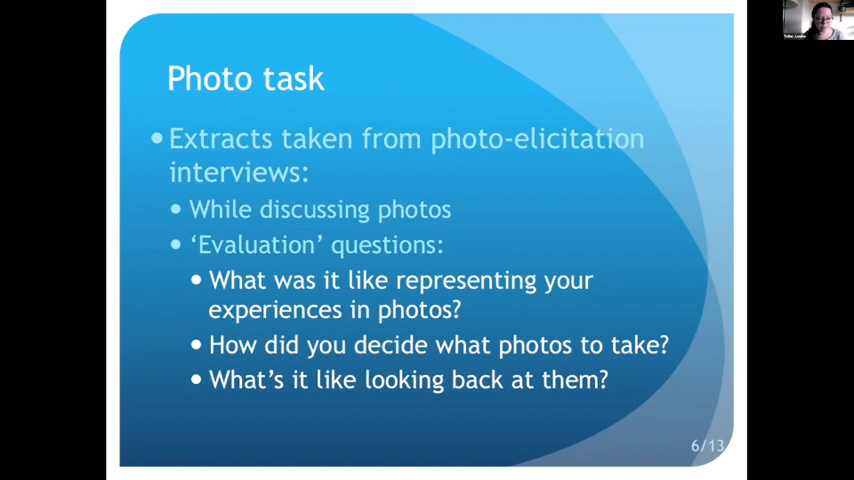 Photo task
• Extracts taken from photo-elicitation
interviews:
• While discussing photos
• ‘Evaluation’ questions:
• What was it like representing your
experiences in photos?
• How did you decide what photos to take?
• What’s it like looking back at them?
6/13